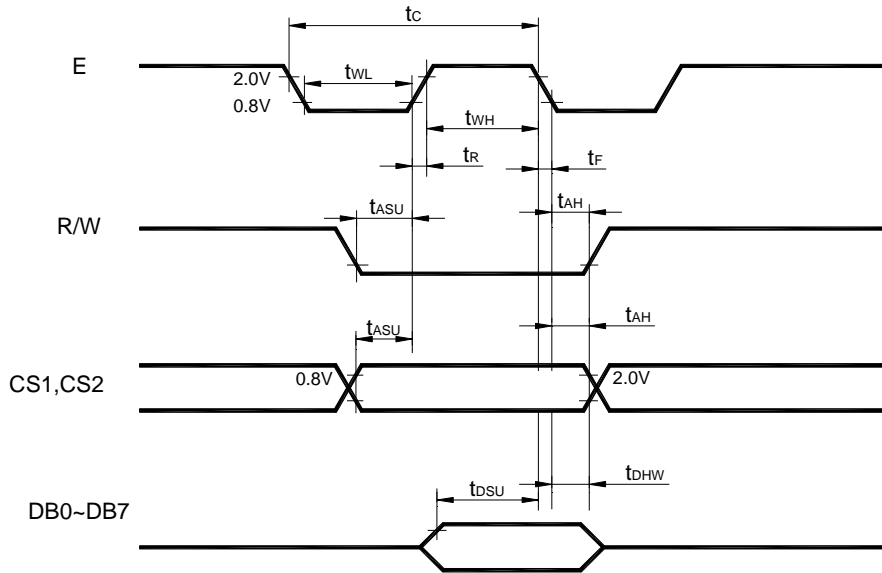 tC
E
2.0V
tWL
0.8V
tWH
tR
tF
tASU
tAH
R/W
tASU
tAH
0.8V
2.0V
CS1,CS2
tDSU
tDHW
DB0~DB7